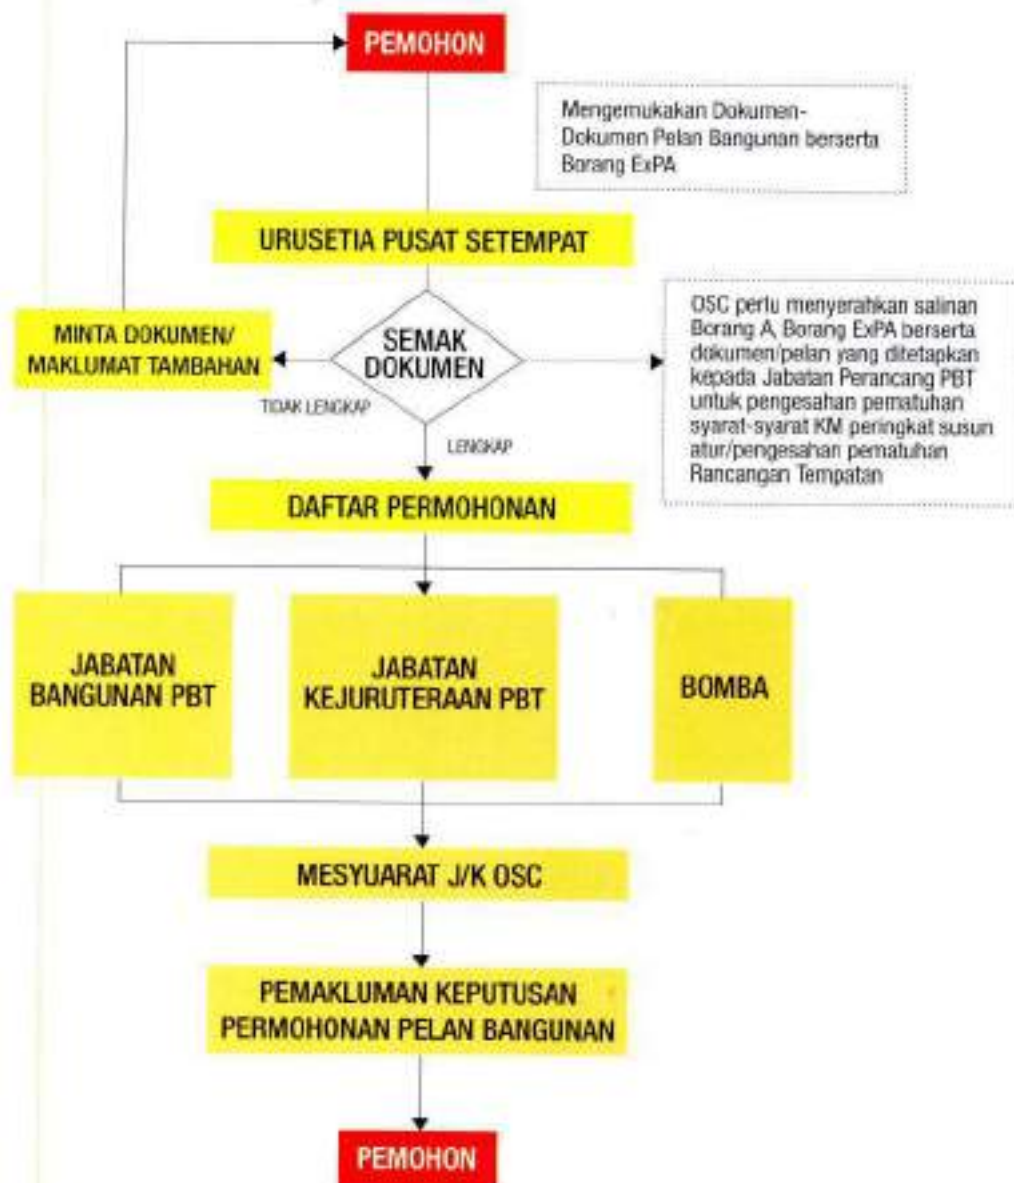 PEMOHON
Mengemukakan Dokumen-
Dokumen Pelan Bangunan berserta
Borang ExPA
URUSETIA PUSAT SETEMPAT
SEMAK
DOKUMEN
MINTA DOKUMEN/
MAKLUMAT TAMBAHAN
TIDAK LENGKAP
LENGKAP
OSC perlu menyerahkan salinan
Borang A, Borang ExPA berserta
dokumen/pelan yang ditetapkan
kepada Jabatan Perancang PBT
untuk pengesahan pematuhan
syarat-syarat KM peringkat susun
atur/pengesahan pematuhan
Rancangan Tempatan
DAFTAR PERMOHONAN
JABATAN
BANGUNAN PBT
JABATAN
KEJURUTERAAN PBT
BOMBA
MESYUARAT J/K OSC
PEMAKLUMAN KEPUTUSAN
PERMOHONAN PELAN BANGUNAN
PEMOHON